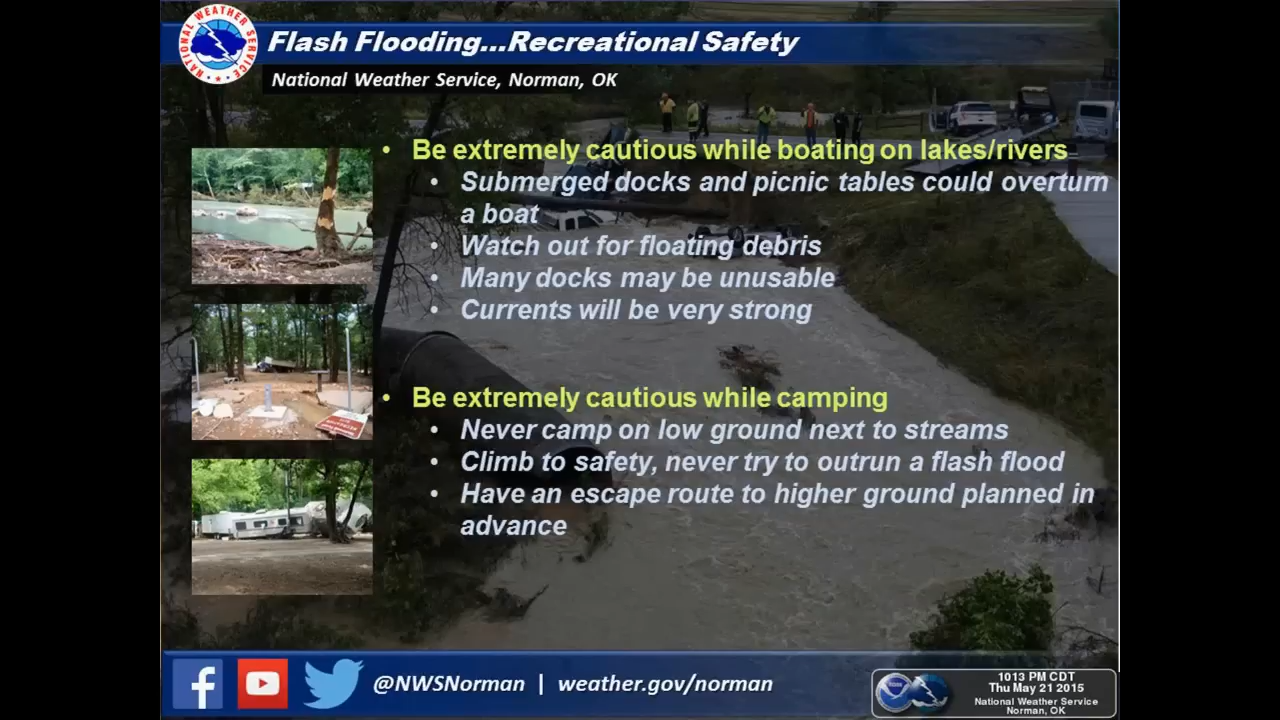 NATIONAL WEATHER SERVICE
Flash Flooding...Recreational Safety
National Weather Service, Norman, OK
• Be extremely cautious while boating on lakes/rivers
• Submerged docks and picnic tables could overturn
a boat
• Watch out for floating debris
• Many docks may be unusable
• Currents will be very strong
• Be extremely cautious while camping
• Never camp on low ground next to streams
• Climb to safety, never try to outrun a flash flood
• Have an escape route to higher ground planned in
advance
@NWSNorman | weather.gov/norman
1013 PM CDT
Thu May 21 2015
National Weather Service
Norman, OK